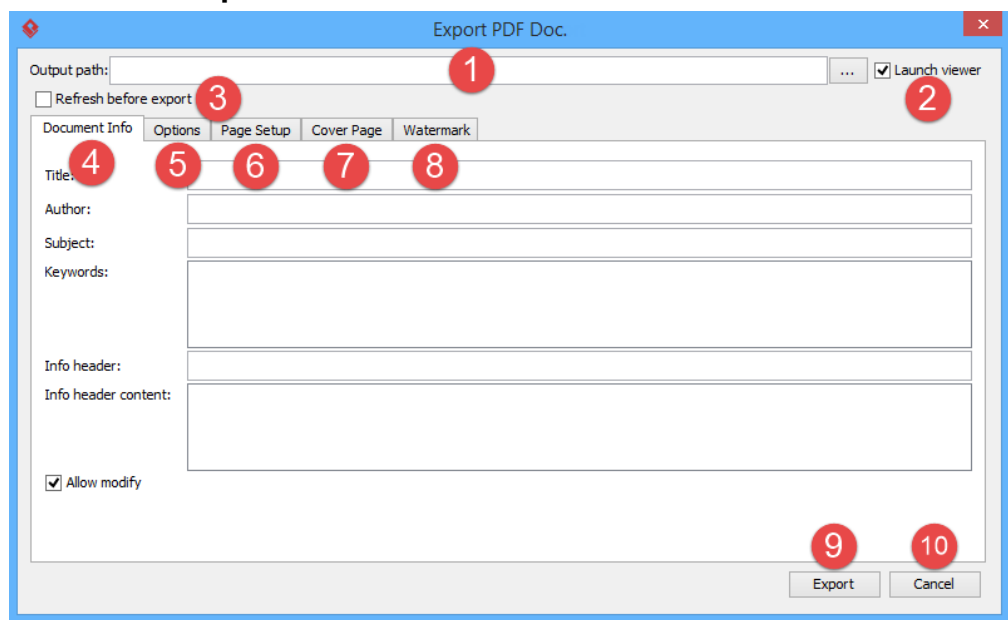 Export PDF Doc.
Output path: 1 ... Launch viewer
Refresh before export 3 2
Document Info Options Page Setup Cover Page Watermark
4 5 6 7 8
Title:
Author:
Subject:
Keywords:
Info header:
Info header content:
Allow modify
9 10
Export Cancel